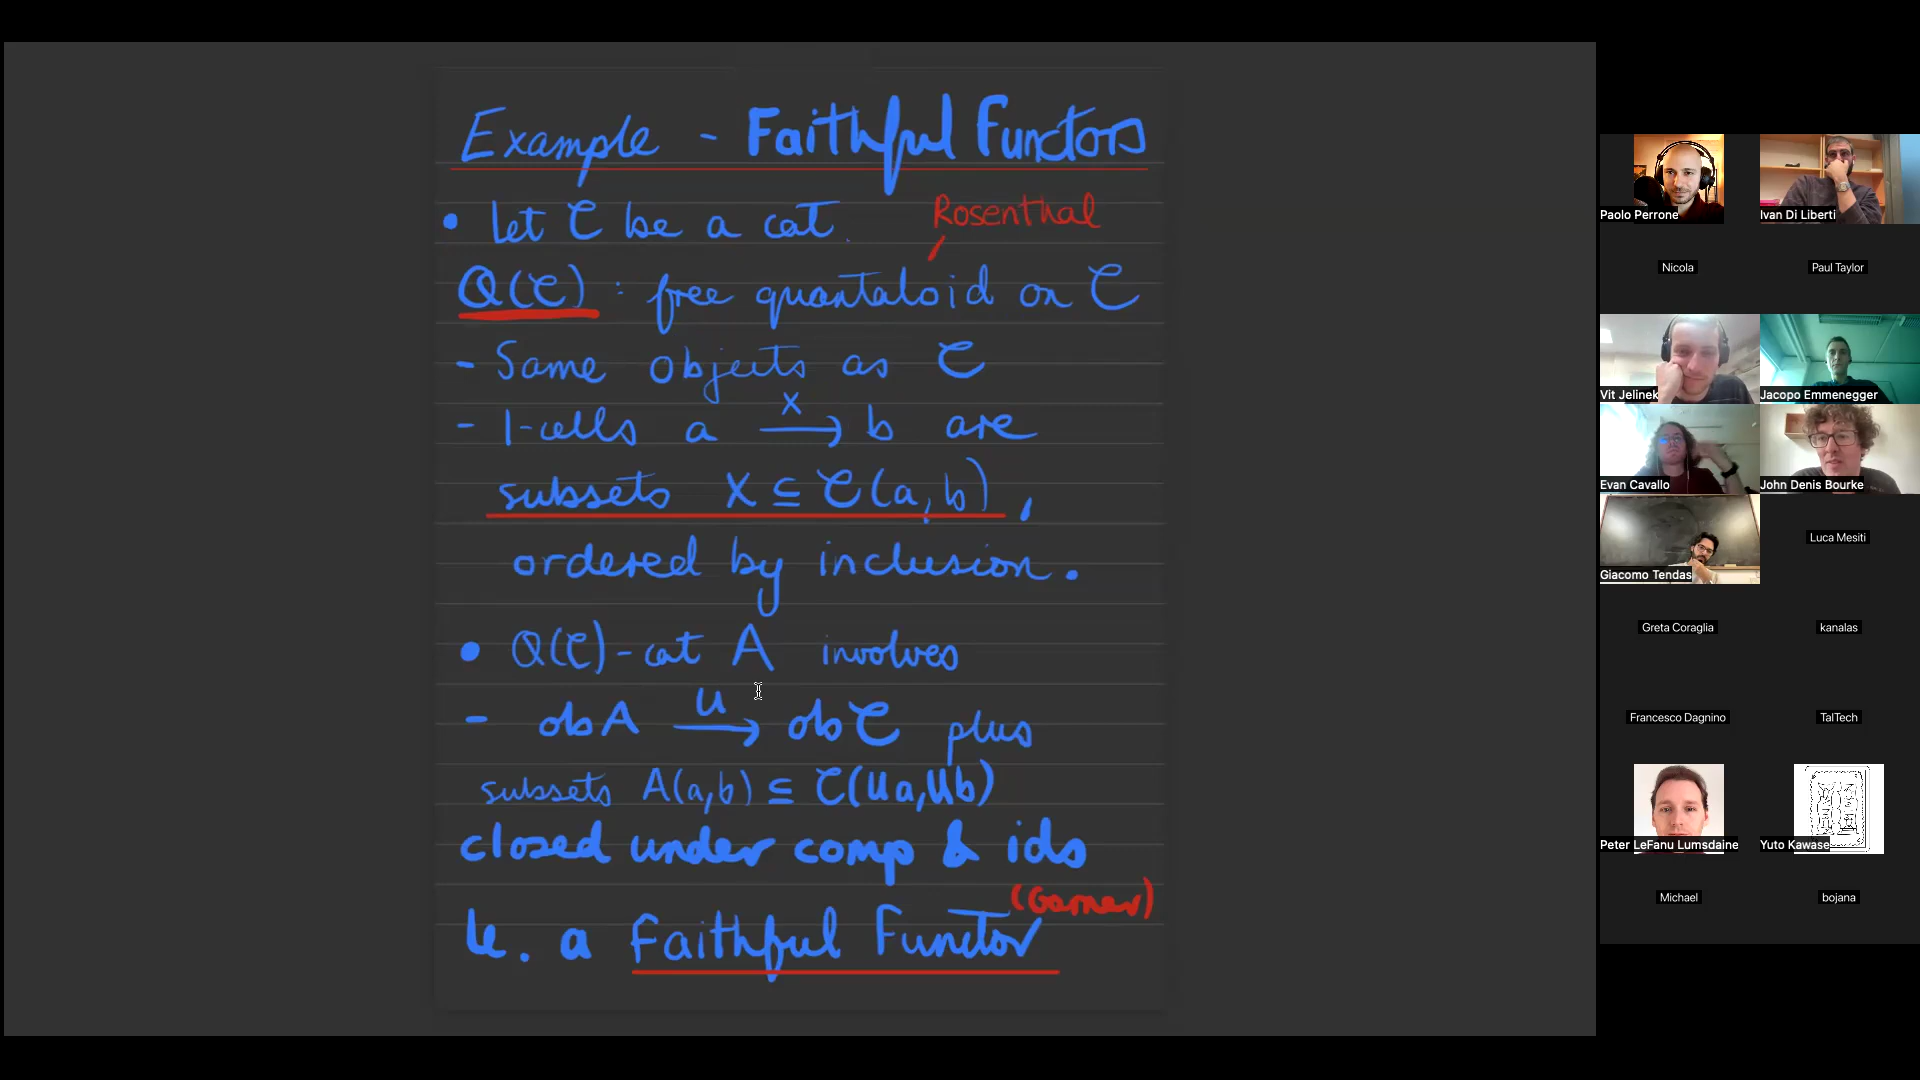 Example - Faithful Functors
• Let C be a cat.
Rosenthal
Q(C) : free quantaloid on C
- Same objects as C
- 1-cells a →ˣ b are
subsets X ⊆ C(a,b),
ordered by inclusion.
• Q(C)-cat A involves
U
- obA → obC plus
subsets A(a,b) ⊆ C(Ua,Ub)
closed under comp & ids
(Garner)
ie. a Faithful Functor
Paolo Perrone
Ivan Di Liberti
Nicola
Paul Taylor
Vit Jelinek
Jacopo Emmenegger
Evan Cavallo
John Denis Bourke
Giacomo Tendas
Luca Mesiti
Greta Coraglia
kanalas
Francesco Dagnino
TalTech
Peter LeFanu Lumsdaine
Yuto Kawase
Michael
bojana